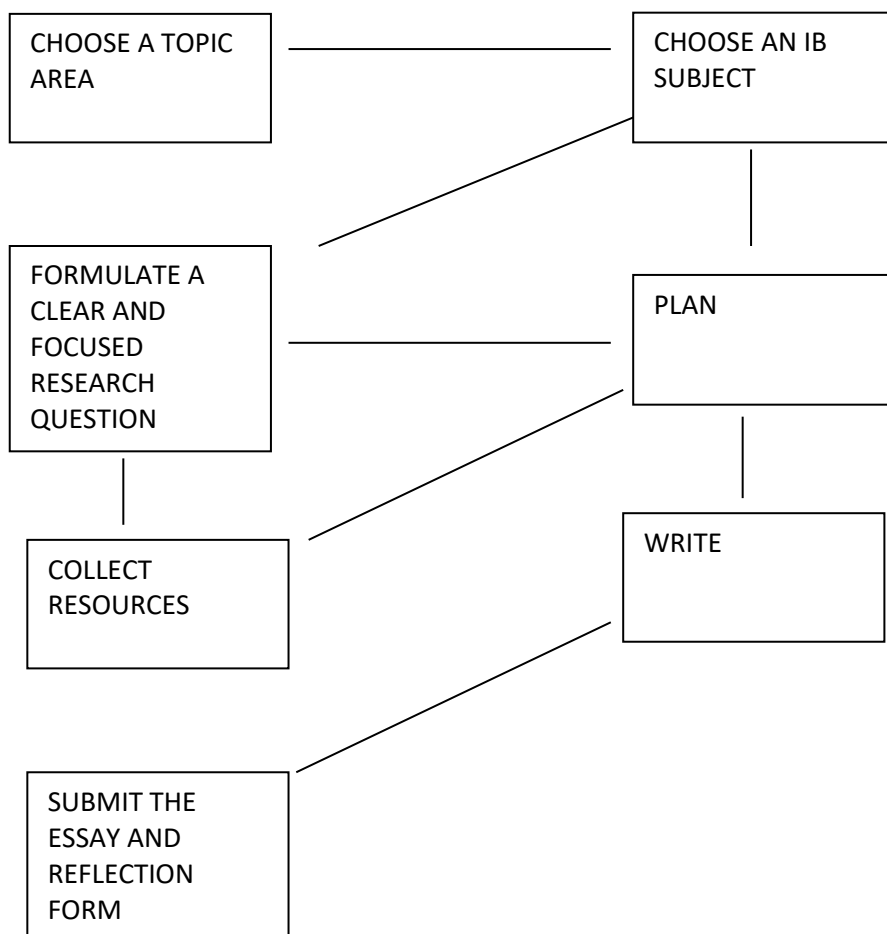 CHOOSE A TOPIC
AREA
CHOOSE AN IB
SUBJECT
FORMULATE A
CLEAR AND
FOCUSED
RESEARCH
QUESTION
PLAN
COLLECT
RESOURCES
WRITE
SUBMIT THE
ESSAY AND
REFLECTION
FORM